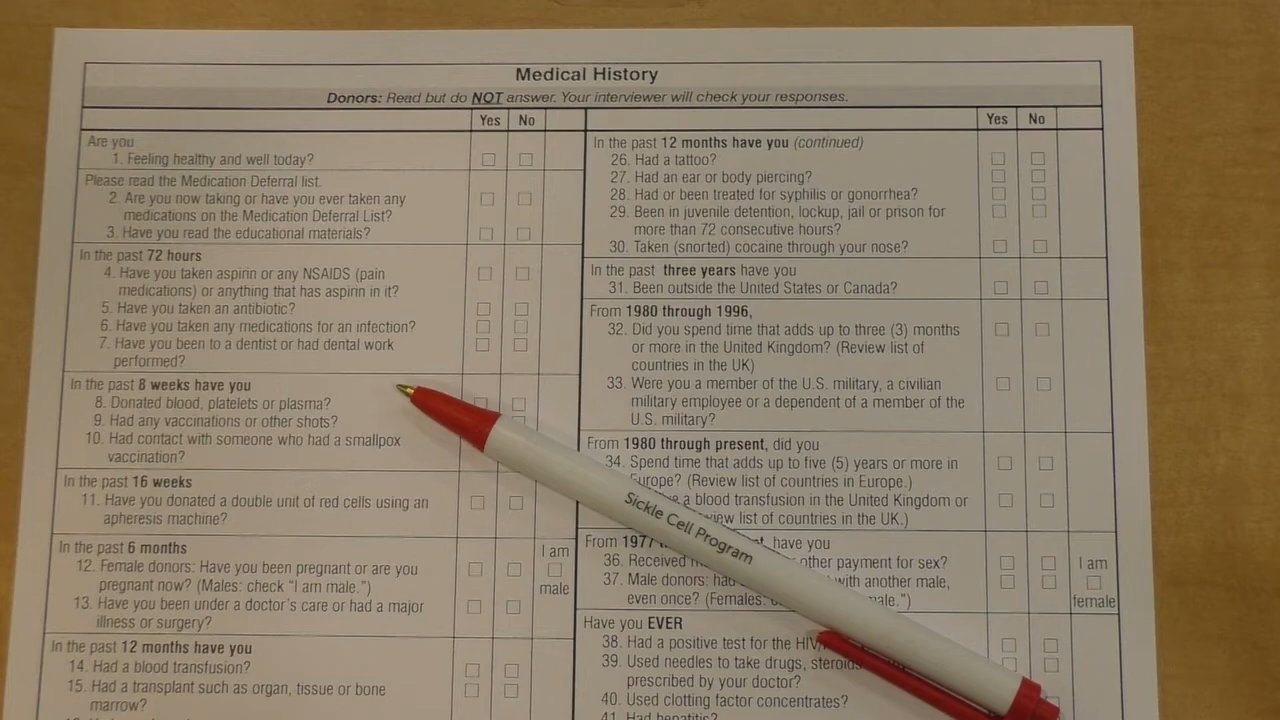 Medical History
Donors: Read but do NOT answer. Your interviewer will check your responses.
Yes No
Are you
1. Feeling healthy and well today?
Please read the Medication Deferral list.
2. Are you now taking or have you ever taken any
medications on the Medication Deferral List?
3. Have you read the educational materials?
In the past 72 hours
4. Have you taken aspirin or any NSAIDS (pain
medications) or anything that has aspirin in it?
5. Have you taken an antibiotic?
6. Have you taken any medications for an infection?
7. Have you been to a dentist or had dental work
performed?
In the past 8 weeks have you
8. Donated blood, platelets or plasma?
9. Had any vaccinations or other shots?
10. Had contact with someone who had a smallpox
vaccination?
In the past 16 weeks
11. Have you donated a double unit of red cells using an
apheresis machine?
In the past 6 months
12. Female donors: Have you been pregnant or are you
pregnant now? (Males: check "I am male.")
I am
male
13. Have you been under a doctor's care or had a major
illness or surgery?
In the past 12 months have you
14. Had a blood transfusion?
15. Had a transplant such as organ, tissue or bone
marrow?
Yes No
In the past 12 months have you (continued)
26. Had a tattoo?
27. Had an ear or body piercing?
28. Had or been treated for syphilis or gonorrhea?
29. Been in juvenile detention, lockup, jail or prison for
more than 72 consecutive hours?
30. Taken (snorted) cocaine through your nose?
In the past three years have you
31. Been outside the United States or Canada?
From 1980 through 1996,
32. Did you spend time that adds up to three (3) months
or more in the United Kingdom? (Review list of
countries in the UK)
33. Were you a member of the U.S. military, a civilian
military employee or a dependent of a member of the
U.S. military?
From 1980 through present, did you
34. Spend time that adds up to five (5) years or more in
Europe? (Review list of countries in Europe.)
a blood transfusion in the United Kingdom or
list of countries in the UK.)
From 1977 have you
36. Received other payment for sex?
37. Male donors: had with another male,
even once? (Females:
I am
female
Have you EVER
38. Had a positive test for the HIV
39. Used needles to take drugs, steroids
prescribed by your doctor?
40. Used clotting factor concentrates?
41. Had hepatitis?
Sickle Cell Program